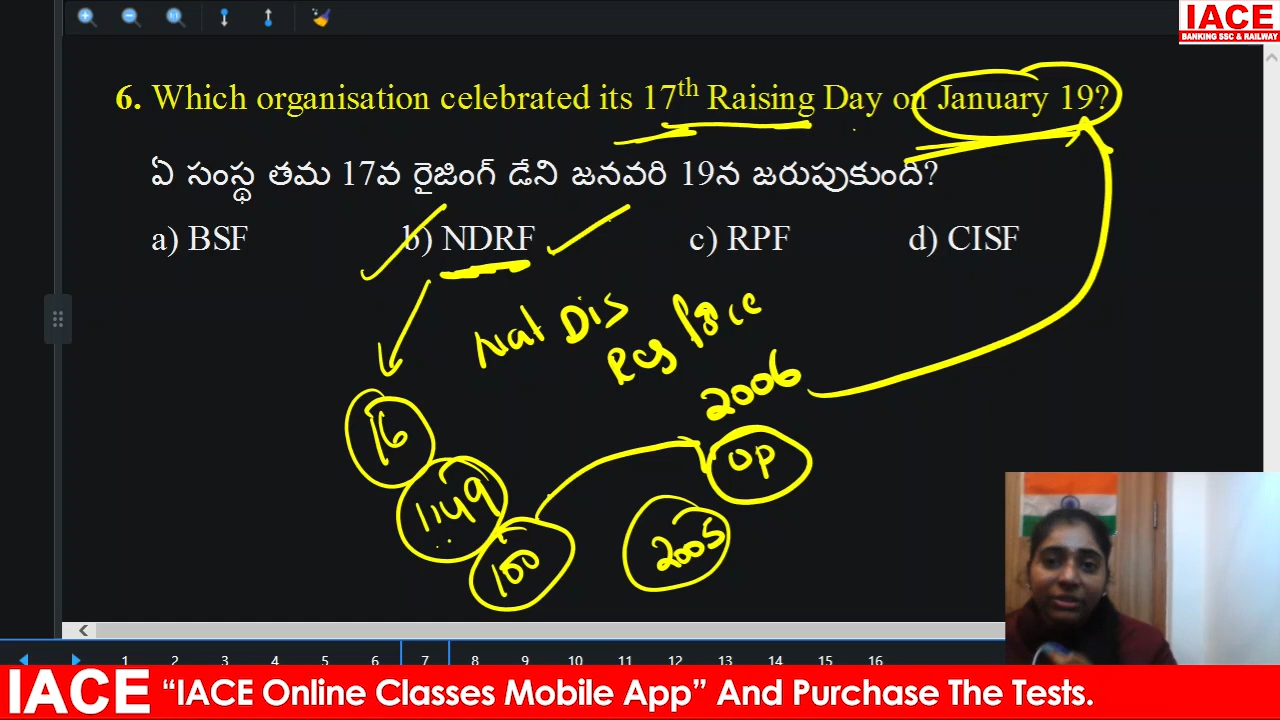 IACE
BANKING SSC & RAILWAY
6. Which organisation celebrated its 17th Raising Day on January 19?
ఏ సంస్థ తమ 17వ రైజింగ్ డేని జనవరి 19న జరుపుకుంది?
a) BSF b) NDRF c) RPF d) CISF
Nat Dis
Res force
2006
16
OP
1149
2005
1 2 3 4 5 6 7 8 9 10 11 12 13 14 15 16
IACE "IACE Online Classes Mobile App" And Purchase The Tests.